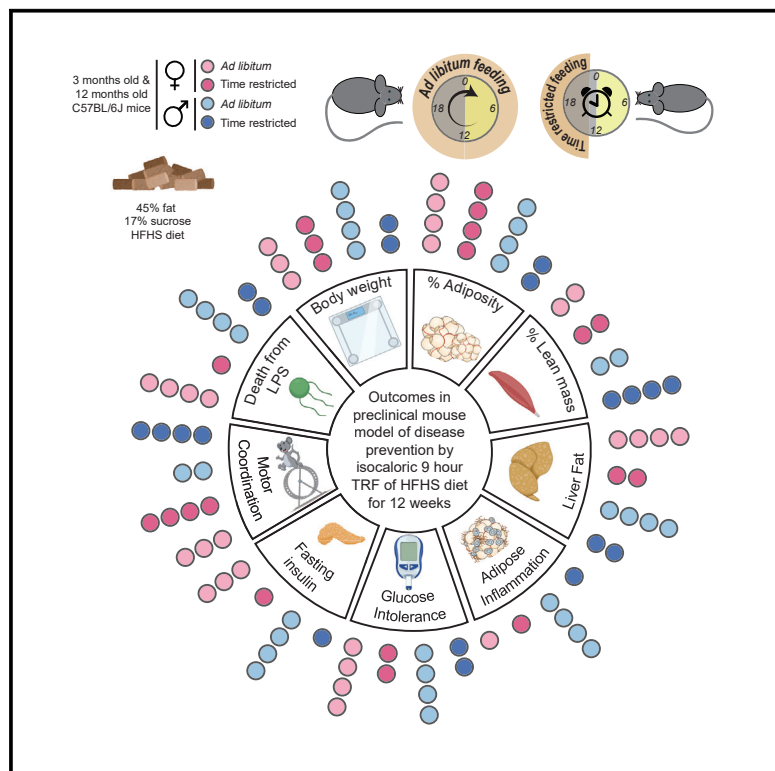 3 months old &
12 months old
C57BL/6J mice
♀
Ad libitum
Time restricted
♂
Ad libitum
Time restricted
Ad libitum feeding
0
6
12
18
Time restricted feeding
0
6
12
18
45% fat
17% sucrose
HFHS diet
Body weight
% Adiposity
% Lean mass
Liver Fat
Adipose
Inflammation
Glucose
Intolerance
Fasting
insulin
Motor
Coordination
Death from
LPS
Outcomes in
preclinical mouse
model of disease
prevention by
isocaloric 9 hour
TRF of HFHS diet
for 12 weeks